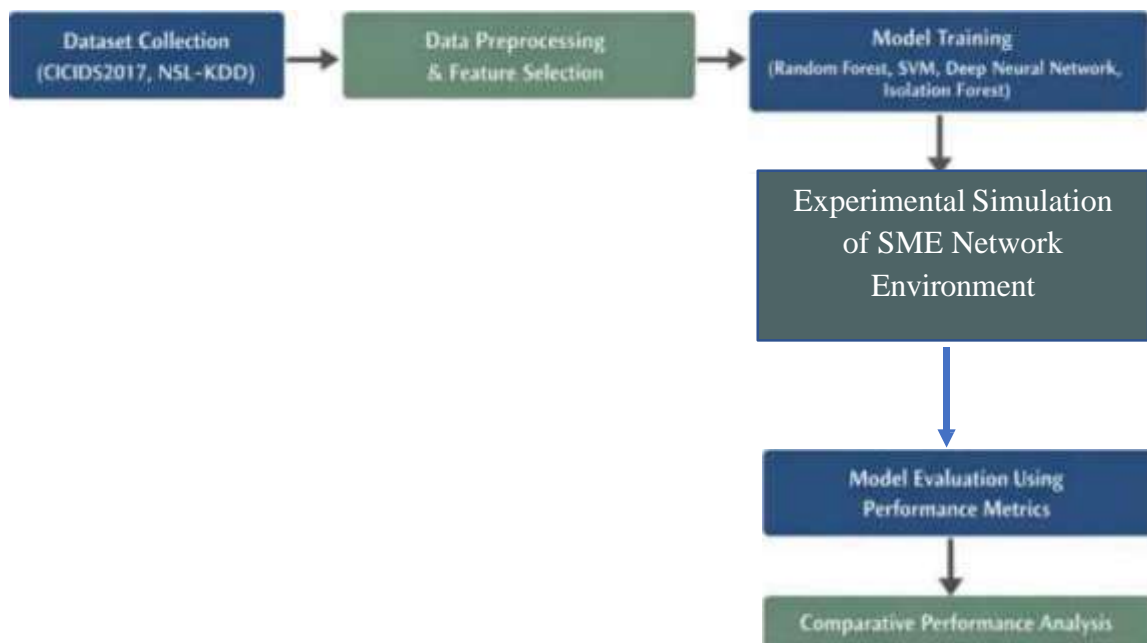 Dataset Collection
(CICIDS2017, NSL-KDD)
Data Preprocessing
& Feature Selection
Model Training
(Random Forest, SVM, Deep Neural Network,
Isolation Forest)
Experimental Simulation
of SME Network
Environment
Model Evaluation Using
Performance Metrics
Comparative Performance Analysis